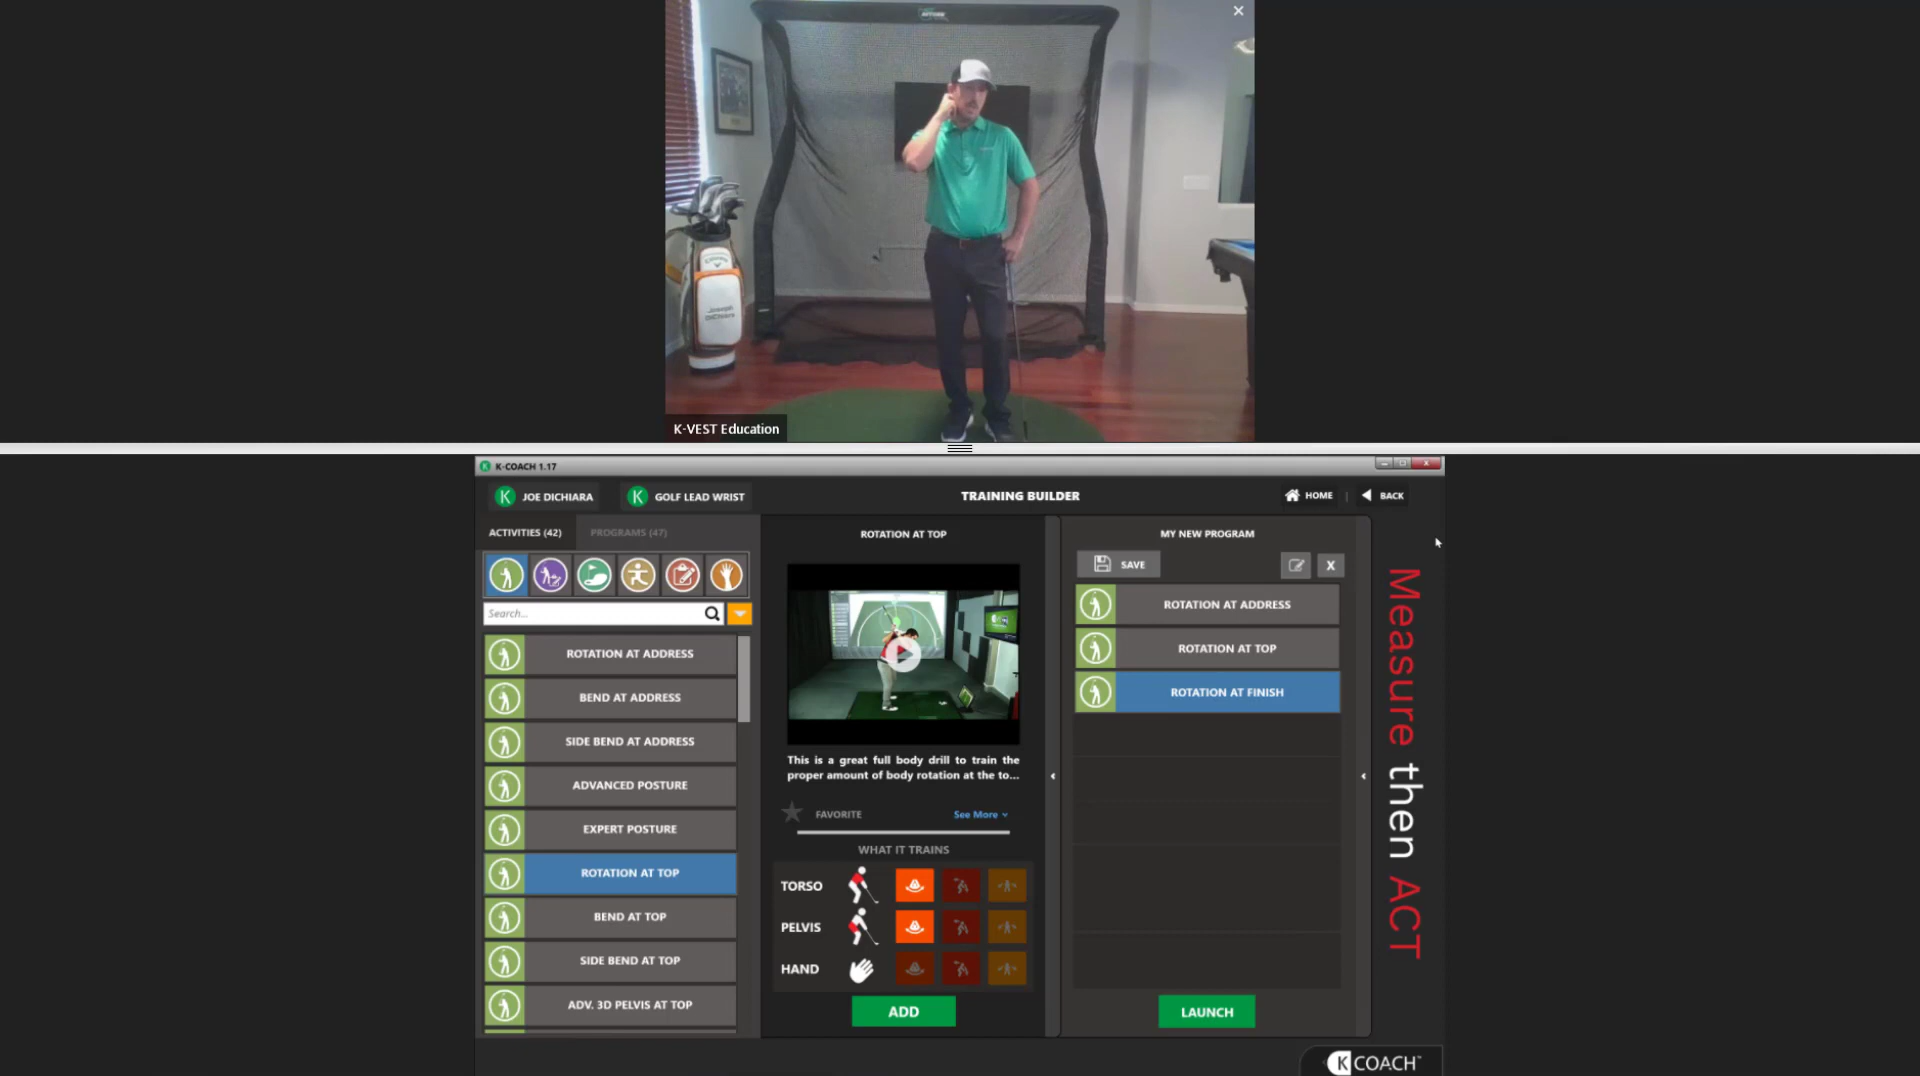 Joseph
DiChiara
K-VEST Education
K-COACH 1.17
JOE DICHIARA
GOLF LEAD WRIST
TRAINING BUILDER
HOME
BACK
ACTIVITIES (42)
PROGRAMS (47)
Search...
ROTATION AT ADDRESS
BEND AT ADDRESS
SIDE BEND AT ADDRESS
ADVANCED POSTURE
EXPERT POSTURE
ROTATION AT TOP
BEND AT TOP
SIDE BEND AT TOP
ADV. 3D PELVIS AT TOP
ROTATION AT TOP
This is a great full body drill to train the
proper amount of body rotation at the to...
FAVORITE
See More
WHAT IT TRAINS
TORSO
PELVIS
HAND
ADD
MY NEW PROGRAM
SAVE
X
ROTATION AT ADDRESS
ROTATION AT TOP
ROTATION AT FINISH
LAUNCH
Measure then ACT
K COACH™